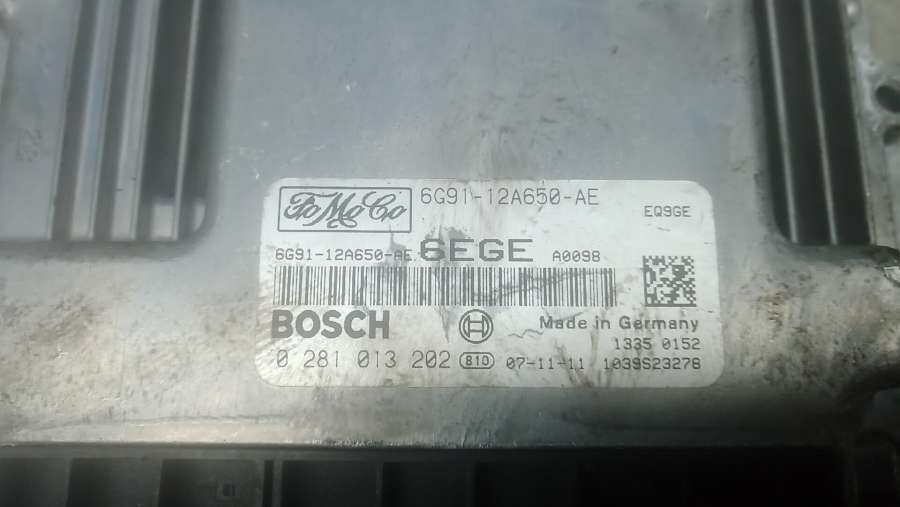 FoMoCo 6G91-12A650-AE
EQ9GE
6G91-12A650-AE 6EGE A0098
BOSCH Made in Germany
1335 0152
0 281 013 202 810 07-11-11 1039S23278